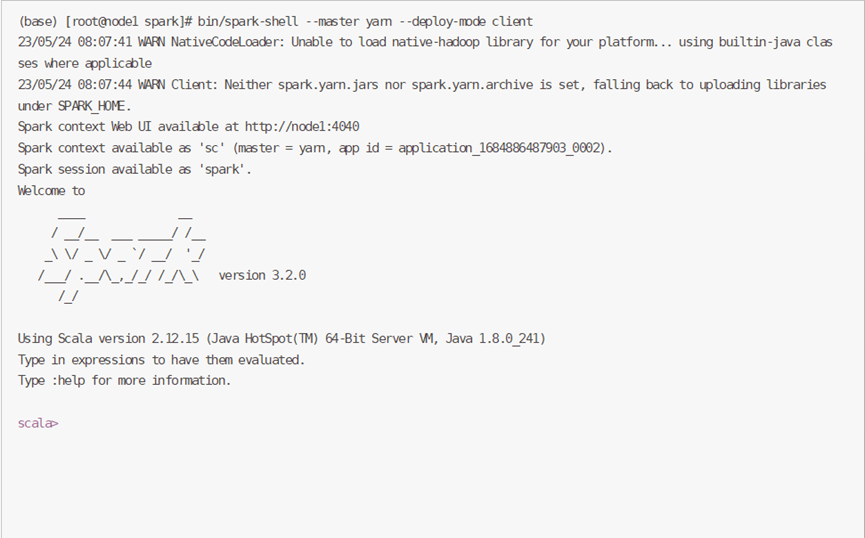 (base) [root@node1 spark]# bin/spark-shell --master yarn --deploy-mode client
23/05/24 08:07:41 WARN NativeCodeLoader: Unable to load native-hadoop library for your platform... using builtin-java clas
ses where applicable
23/05/24 08:07:44 WARN Client: Neither spark.yarn.jars nor spark.yarn.archive is set, falling back to uploading libraries
under SPARK_HOME.
Spark context Web UI available at http://node1:4040
Spark context available as 'sc' (master = yarn, app id = application_1684886487903_0002).
Spark session available as 'spark'.
Welcome to
      ____              __
     / __/__  ___ _____/ /__
    _\ \/ _ \/ _ `/ __/  '_/
   /___/ .__/\_,_/_/ /_/\_\   version 3.2.0
      /_/
Using Scala version 2.12.15 (Java HotSpot(TM) 64-Bit Server VM, Java 1.8.0_241)
Type in expressions to have them evaluated.
Type :help for more information.
scala>